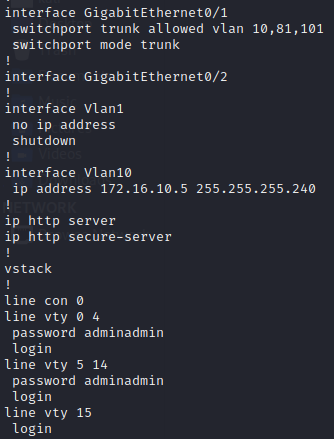 !
interface GigabitEthernet0/1
 switchport trunk allowed vlan 10,81,101
 switchport mode trunk
!
interface GigabitEthernet0/2
!
interface Vlan1
 no ip address
 shutdown
!
interface Vlan10
 ip address 172.16.10.5 255.255.255.240
!
ip http server
ip http secure-server
!
vstack
!
line con 0
line vty 0 4
 password adminadmin
 login
line vty 5 14
 password adminadmin
 login
line vty 15
 login